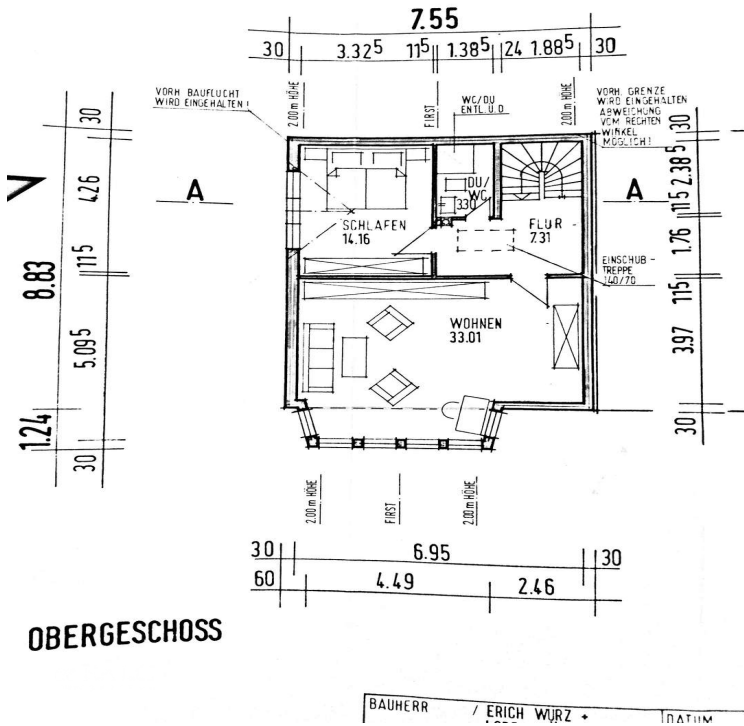 7.55
30 3.32⁵ 11⁵ 1.38⁵ 24 1.88⁵ 30
VORH BAUFLUCHT
WIRD EINGEHALTEN!
2.00 m HÖHE
FIRST
WC/DU
ENTL.Ü.D
2.00 m HÖHE
VORH. GRENZE
WIRD EINGEHALTEN
ABWEICHUNG
VOM RECHTEN
WINKEL
MÖGLICH!
30
4.26
11⁵
5.09⁵
30
8.83
1.24
A
A
SCHLAFEN
14.16
DU/
WC
3.30
FLUR
7.31
EINSCHUB-
TREPPE
140/70
WOHNEN
33.01
30
2.38⁵
11⁵
1.76
11⁵
3.97
30
2.00 m HÖHE
FIRST
2.00 m HÖHE
30 6.95 30
60 4.49 2.46
OBERGESCHOSS
BAUHERR / ERICH WÜRZ +
DATUM